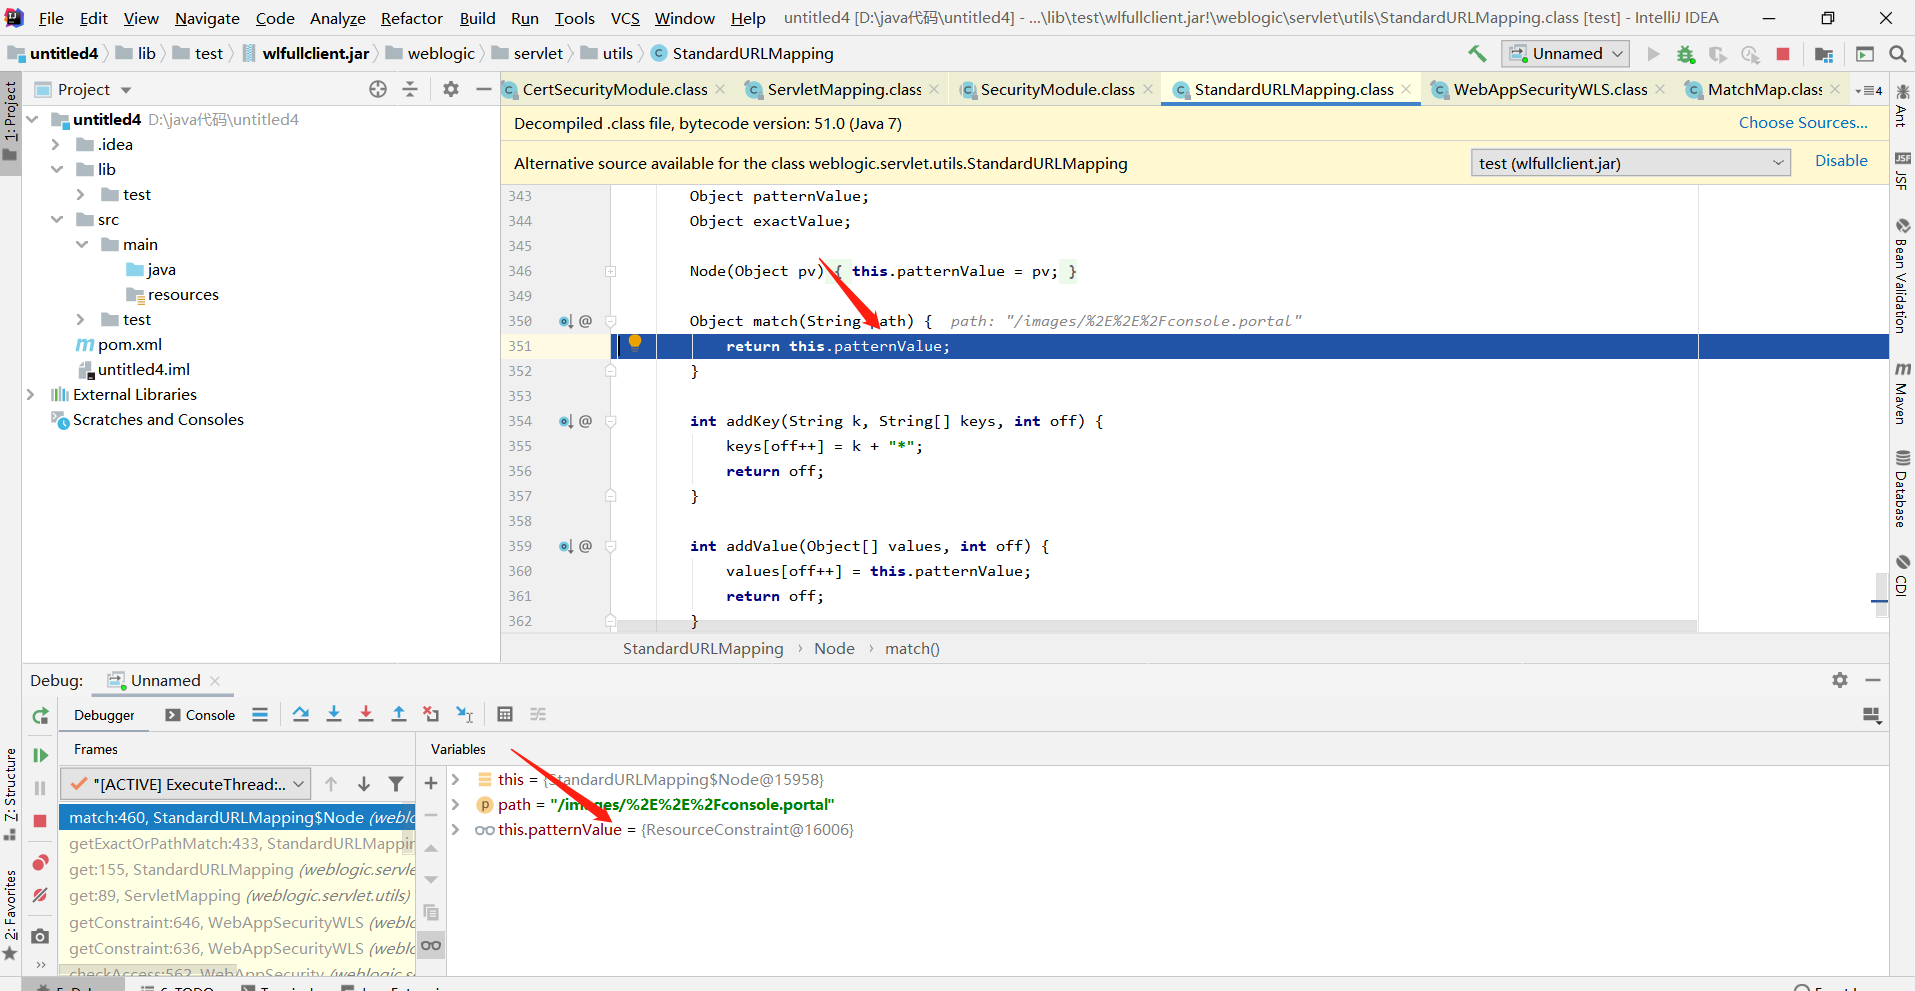 File Edit View Navigate Code Analyze Refactor Build Run Tools VCS Window Help untitled4 [D:\java代码\untitled4] - ...\lib\test\wlfullclient.jar!\weblogic\servlet\utils\StandardURLMapping.class [test] - IntelliJ IDEA
untitled4 lib test wlfullclient.jar weblogic servlet utils StandardURLMapping Unnamed
1: Project
Project
CertSecurityModule.class ServletMapping.class SecurityModule.class StandardURLMapping.class WebAppSecurityWLS.class MatchMap.class 4
untitled4 D:\java代码\untitled4
.idea
lib
test
src
main
java
resources
test
pom.xml
untitled4.iml
External Libraries
Scratches and Consoles
Decompiled .class file, bytecode version: 51.0 (Java 7) Choose Sources...
Alternative source available for the class weblogic.servlet.utils.StandardURLMapping test (wlfullclient.jar) Disable
343 Object patternValue;
344 Object exactValue;
345
346 Node(Object pv) { this.patternValue = pv; }
349
350 @ Object match(String path) { path: "/images/%2E%2E%2Fconsole.portal"
351 return this.patternValue;
352 }
353
354 @ int addKey(String k, String[] keys, int off) {
355 keys[off++] = k + "*";
356 return off;
357 }
358
359 @ int addValue(Object[] values, int off) {
360 values[off++] = this.patternValue;
361 return off;
362 }
StandardURLMapping › Node › match()
Ant
JSF
JSF
Bean Validation
m Maven
Database
CDI
Debug: Unnamed
Debugger Console
Frames Variables
"[ACTIVE] ExecuteThread:..
match:460, StandardURLMapping$Node (weblo
getExactOrPathMatch:433, StandardURLMappin
get:155, StandardURLMapping (weblogic.servle
get:89, ServletMapping (weblogic.servlet.utils)
getConstraint:646, WebAppSecurityWLS (weblo
getConstraint:636, WebAppSecurityWLS (weblo
checkAccess:562, WebAppSecurity (weblogic.se
this = {StandardURLMapping$Node@15958}
path = "/images/%2E%2E%2Fconsole.portal"
this.patternValue = {ResourceConstraint@16006}
Z: Structure
2: Favorites
6: TODO